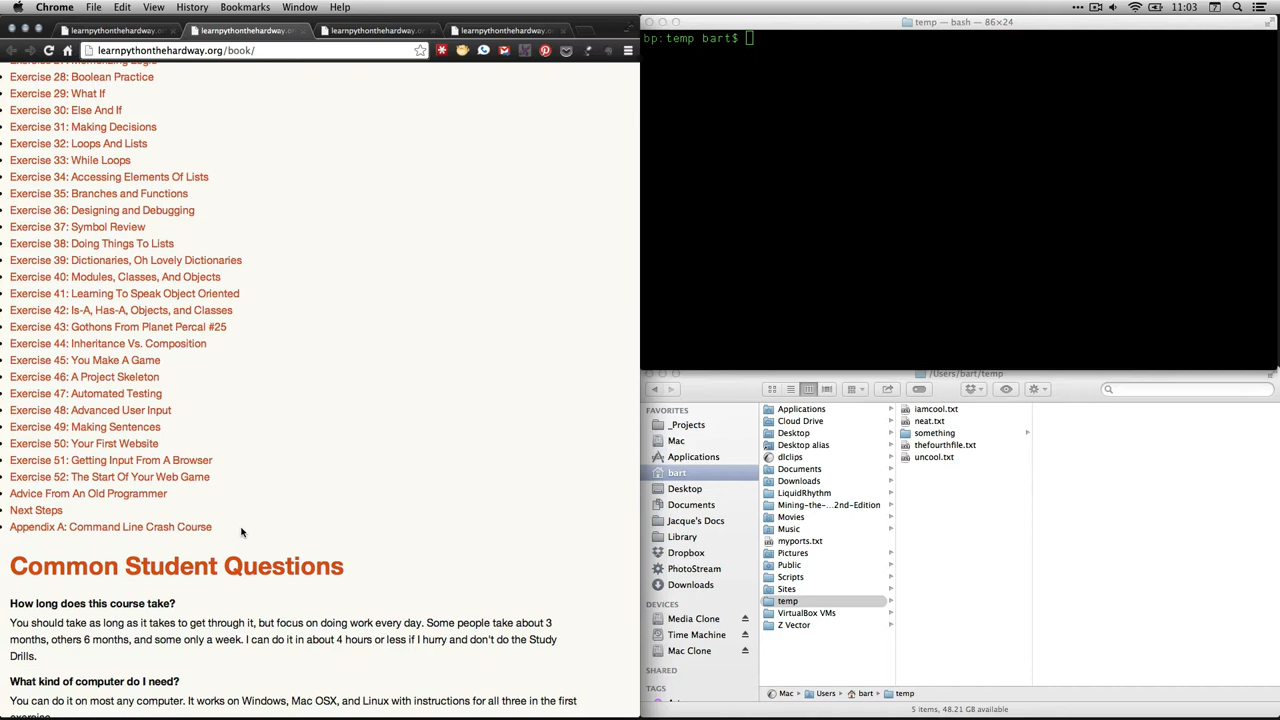 Chrome File Edit View History Bookmarks Window Help 11:03
learnpythonthehardway.org learnpythonthehardway.org learnpythonthehardway.org learnpythonthehardway.org
learnpythonthehardway.org/book/
Exercise 28: Boolean Practice
Exercise 29: What If
Exercise 30: Else And If
Exercise 31: Making Decisions
Exercise 32: Loops And Lists
Exercise 33: While Loops
Exercise 34: Accessing Elements Of Lists
Exercise 35: Branches and Functions
Exercise 36: Designing and Debugging
Exercise 37: Symbol Review
Exercise 38: Doing Things To Lists
Exercise 39: Dictionaries, Oh Lovely Dictionaries
Exercise 40: Modules, Classes, And Objects
Exercise 41: Learning To Speak Object Oriented
Exercise 42: Is-A, Has-A, Objects, and Classes
Exercise 43: Gothons From Planet Percal #25
Exercise 44: Inheritance Vs. Composition
Exercise 45: You Make A Game
Exercise 46: A Project Skeleton
Exercise 47: Automated Testing
Exercise 48: Advanced User Input
Exercise 49: Making Sentences
Exercise 50: Your First Website
Exercise 51: Getting Input From A Browser
Exercise 52: The Start Of Your Web Game
Advice From An Old Programmer
Next Steps
Appendix A: Command Line Crash Course
Common Student Questions
How long does this course take?
You should take as long as it takes to get through it, but focus on doing work every day. Some people take about 3
months, others 6 months, and some only a week. I can do it in about 4 hours or less if I hurry and don't do the Study
Drills.
What kind of computer do I need?
You can do it on most any computer. It works on Windows, Mac OSX, and Linux with instructions for all three in the first
temp — bash — 86×24
bp:temp bart$
/Users/bart/temp
FAVORITES
_Projects
Mac
Applications
bart
Desktop
Documents
Jacque's Docs
Library
Dropbox
PhotoStream
Downloads
DEVICES
Media Clone
Time Machine
Mac Clone
SHARED
TAGS
Applications
Cloud Drive
Desktop
Desktop alias
dlclips
Documents
Downloads
LiquidRhythm
Mining-the-...2nd-Edition
Movies
Music
myports.txt
Pictures
Public
Scripts
Sites
temp
VirtualBox VMs
Z Vector
iamcool.txt
neat.txt
something
thefourthfile.txt
uncool.txt
Mac Users bart temp
5 items, 48.21 GB available